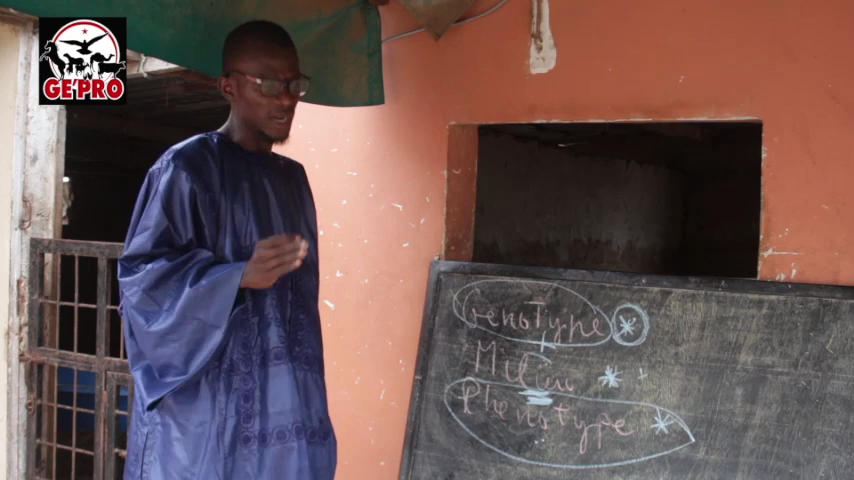 GE'PRO
Genotype *
+
Milieu *
=
Phenotype *